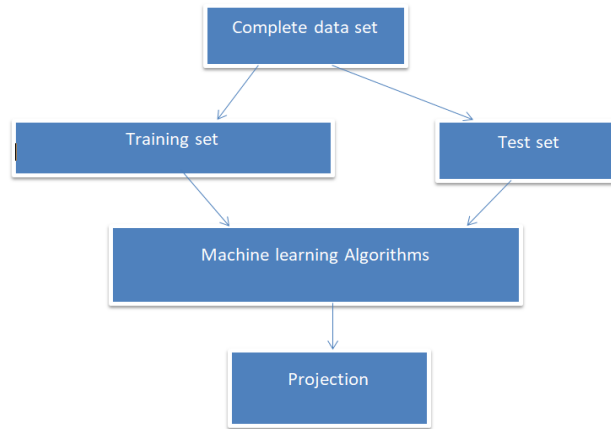 Complete data set
Training set
Test set
Machine learning Algorithms
Projection